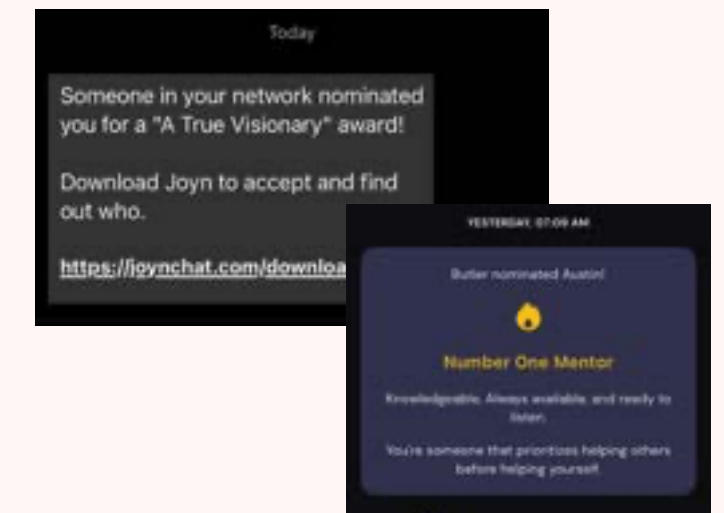 Today
Someone in your network nominated
you for a "A True Visionary" award!
Download Joyn to accept and find
out who.
https://joynchat.com/downloa
YESTERDAY, 07:09 AM
Butler nominated Austin!
Number One Mentor
Knowledgeable, Always available, and ready to
listen.
You're someone that prioritizes helping others
before helping yourself.